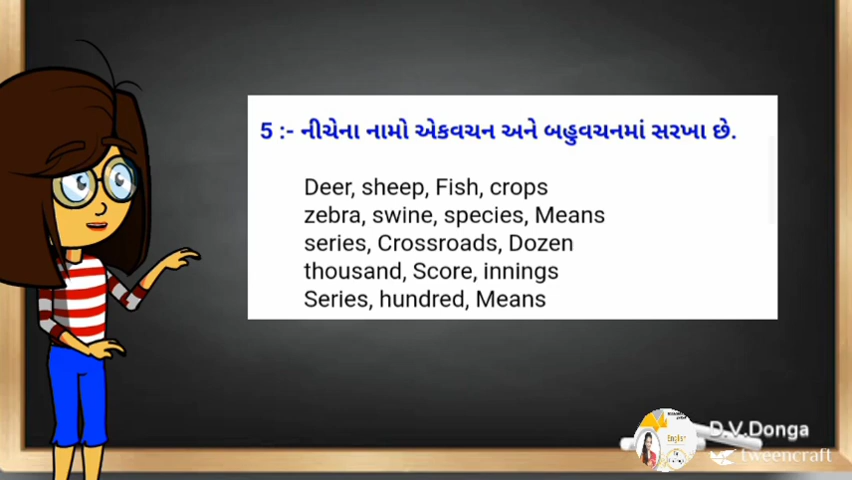 5 :- નીચેના નામો એકવચન અને બહુવચનમાં સરખા છે.
Deer, sheep, Fish, crops
zebra, swine, species, Means
series, Crossroads, Dozen
thousand, Score, innings
Series, hundred, Means
English
D.V.Donga
tweencraft